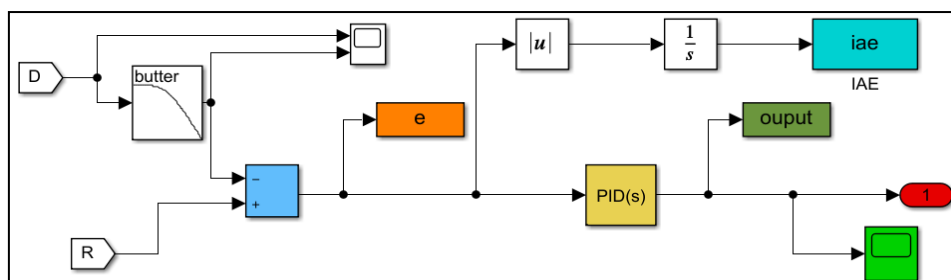 |u|
1
s
iae
IAE
D
butter
e
ouput
−
+
PID(s)
1
R